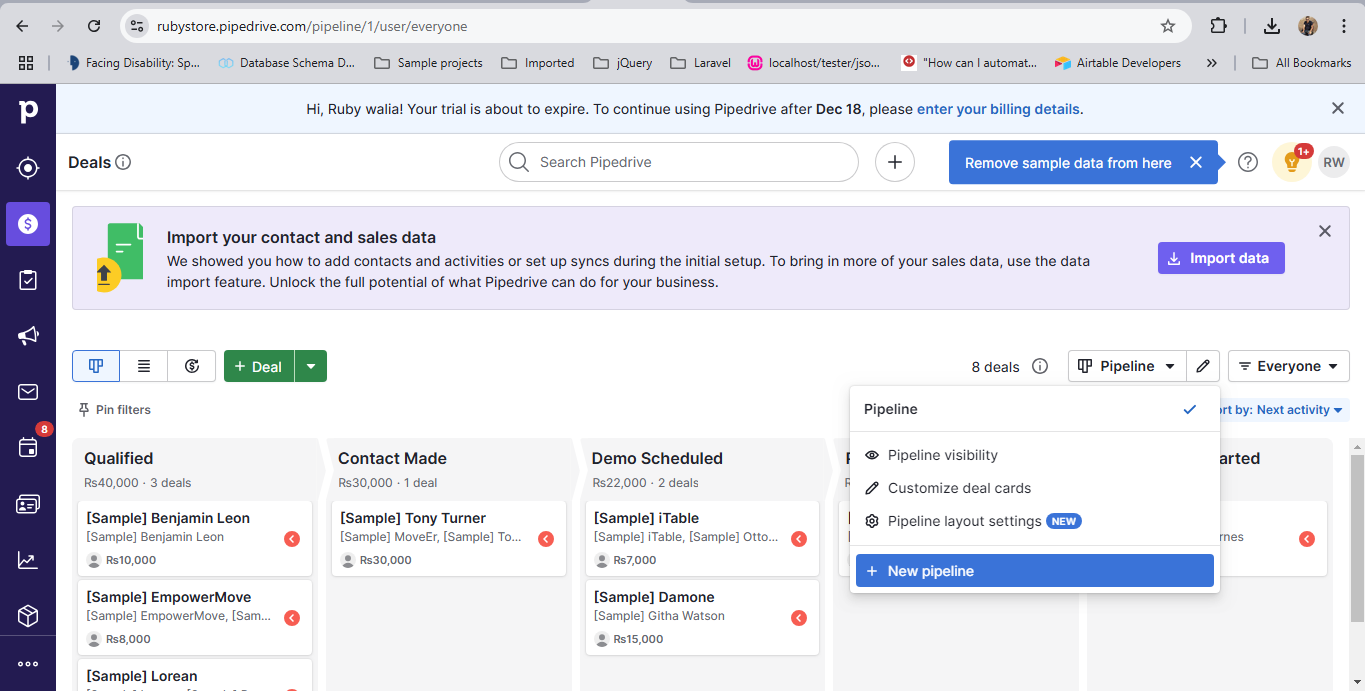 rubystore.pipedrive.com/pipeline/1/user/everyone
Facing Disability: Sp...
Database Schema D...
Sample projects
Imported
jQuery
Laravel
localhost/tester/jso...
"How can I automat...
Airtable Developers
All Bookmarks
Hi, Ruby walia! Your trial is about to expire. To continue using Pipedrive after Dec 18, please enter your billing details.
Deals
Search Pipedrive
Remove sample data from here
1+
RW
Import your contact and sales data
We showed you how to add contacts and activities or set up syncs during the initial setup. To bring in more of your sales data, use the data
import feature. Unlock the full potential of what Pipedrive can do for your business.
Import data
+ Deal
8 deals
Pipeline
Everyone
Pin filters
Pipeline
rt by: Next activity
8
Pipeline visibility
Customize deal cards
Pipeline layout settings NEW
+ New pipeline
Qualified
₨40,000 · 3 deals
[Sample] Benjamin Leon
[Sample] Benjamin Leon
₨10,000
[Sample] EmpowerMove
[Sample] EmpowerMove, [Sam...
₨8,000
[Sample] Lorean
Contact Made
₨30,000 · 1 deal
[Sample] Tony Turner
[Sample] MoveEr, [Sample] To...
₨30,000
Demo Scheduled
₨22,000 · 2 deals
[Sample] iTable
[Sample] iTable, [Sample] Otto...
₨7,000
[Sample] Damone
[Sample] Githa Watson
₨15,000
arted
rnes